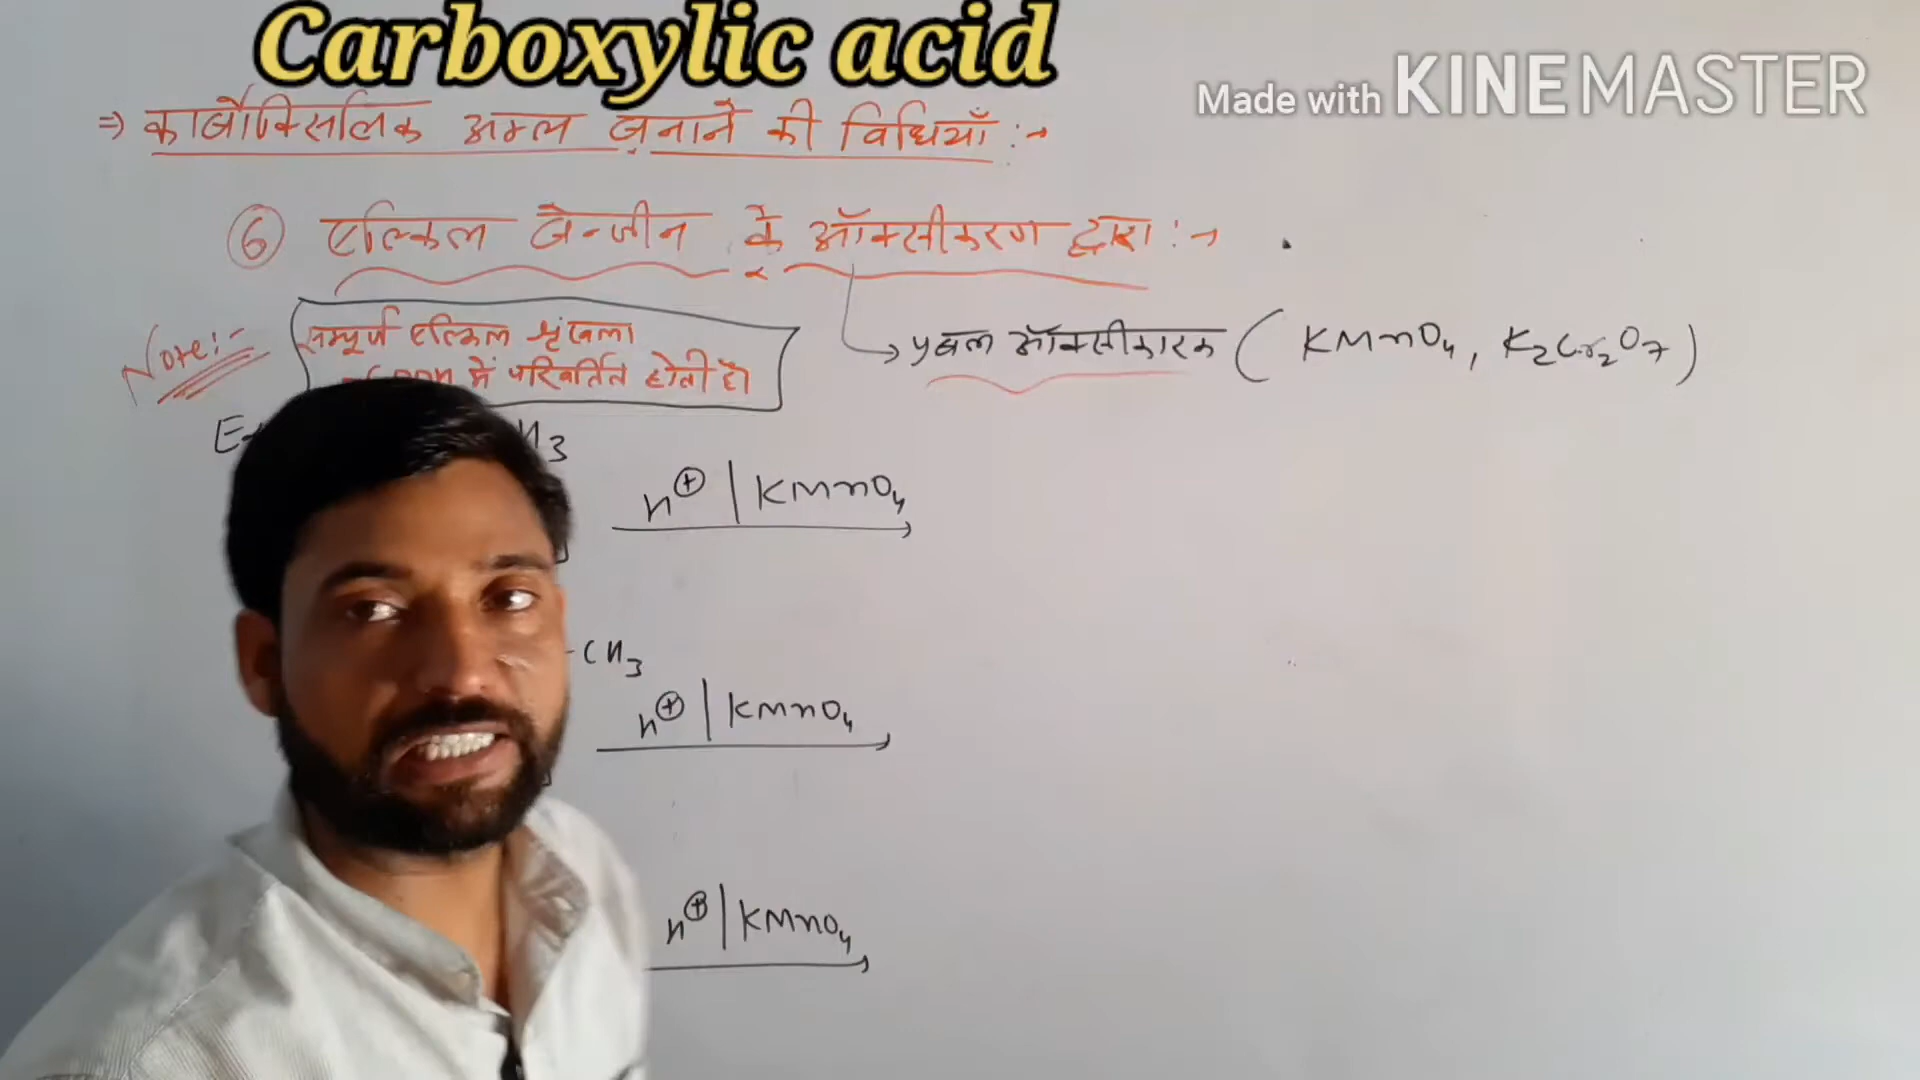 Carboxylic acid
Made with KINEMASTER
⇒ कार्बोक्सिलिक अम्ल बनाने की विधियाँ :→
⑥ एल्किल बेन्जीन के ऑक्सीकरण द्वारा :→
Note:-
सम्पूर्ण एल्किल श्रृंखला
में परिवर्तित होती है।
→ प्रबल ऑक्सीकारक ( KMnO₄, K₂Cr₂O₇)
H₃
H⊕ | KMnO₄
-CH₃
H⊕ | KMnO₄
H⊕ | KMnO₄